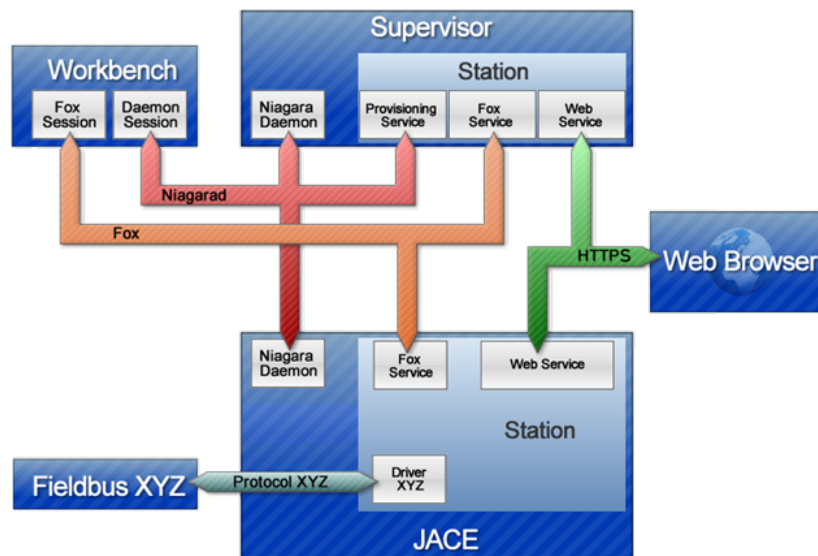 Supervisor
Workbench
Station
Fox
Session
Daemon
Session
Niagara
Daemon
Provisioning
Service
Fox
Service
Web
Service
Niagarad
Fox
HTTPS
Web Browser
Niagara
Daemon
Fox
Service
Web Service
Station
Fieldbus XYZ
Protocol XYZ
Driver
XYZ
JACE